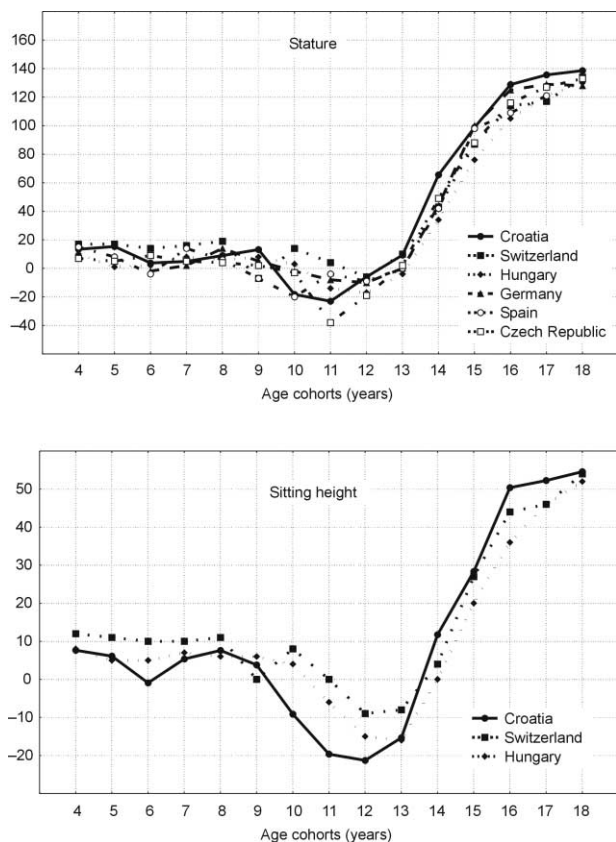 Stature
160
140
120
100
80
60
40
20
0
–20
–40
Croatia
Switzerland
Hungary
Germany
Spain
Czech Republic
4 5 6 7 8 9 10 11 12 13 14 15 16 17 18
Age cohorts (years)
Sitting height
50
40
30
20
10
0
–10
–20
Croatia
Switzerland
Hungary
4 5 6 7 8 9 10 11 12 13 14 15 16 17 18
Age cohorts (years)